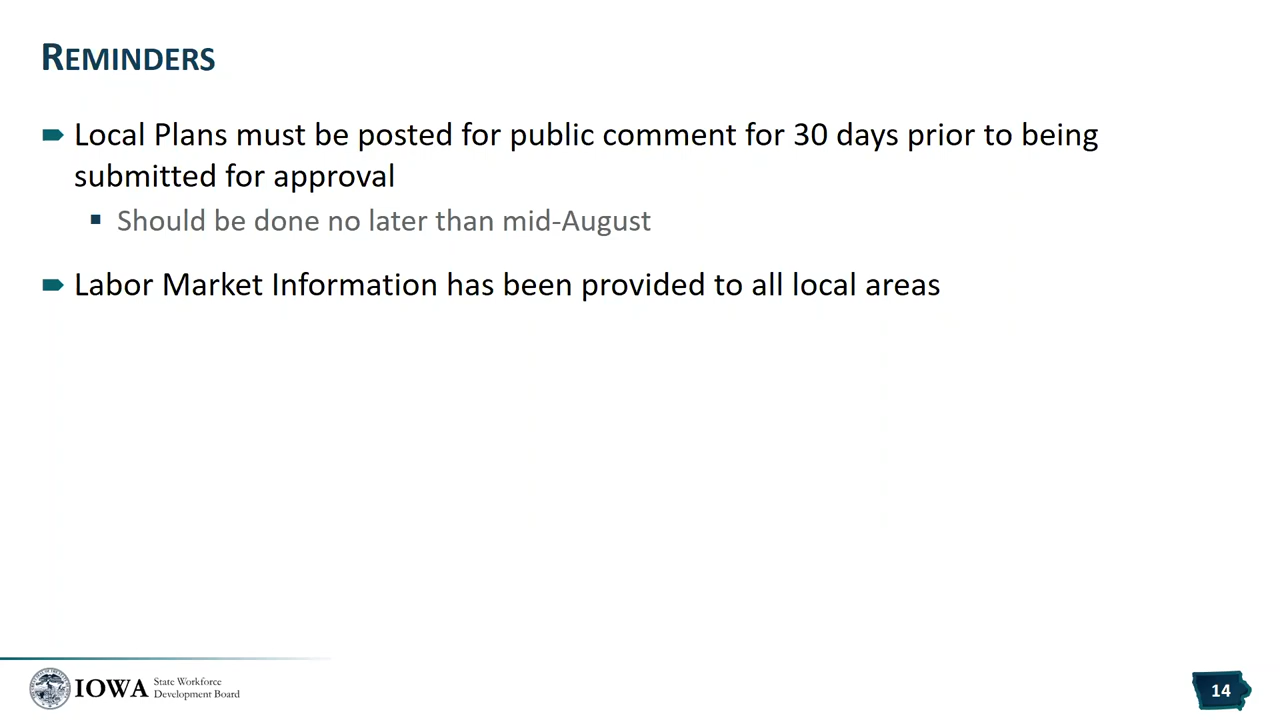 REMINDERS
Local Plans must be posted for public comment for 30 days prior to being
submitted for approval
Should be done no later than mid-August
Labor Market Information has been provided to all local areas
IOWA State Workforce
Development Board
14